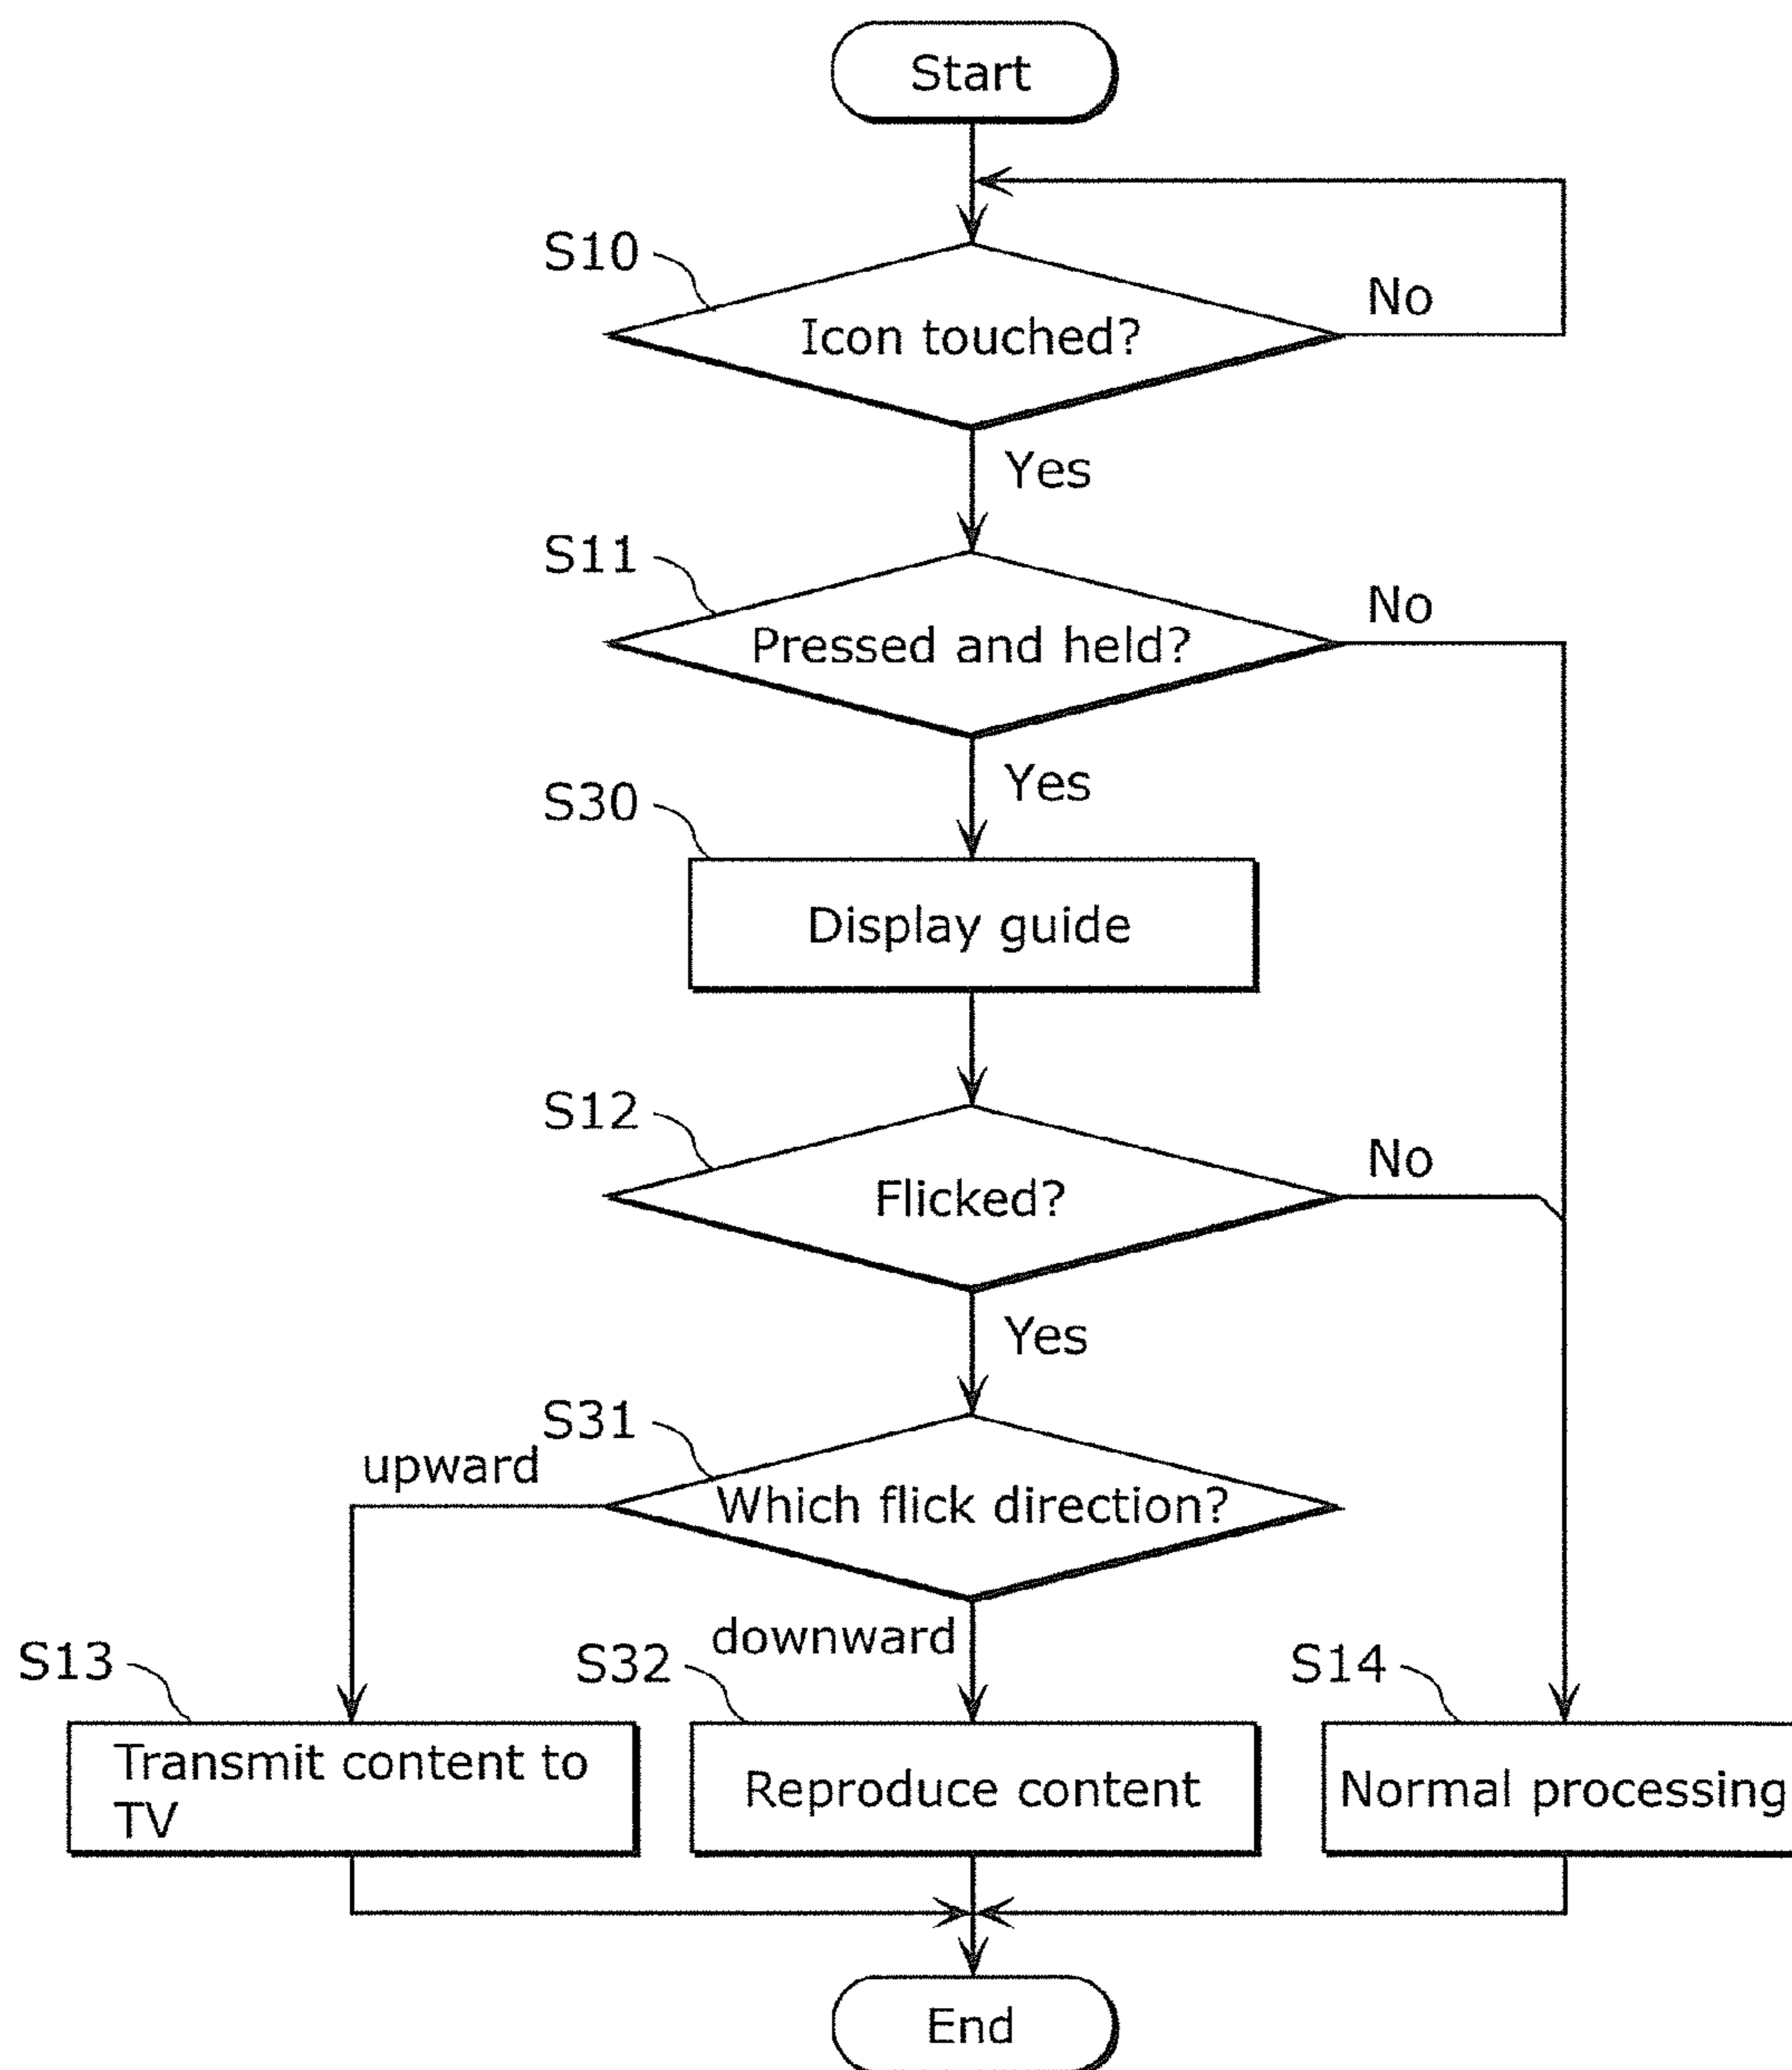 Start
S10
Icon touched?
No
Yes
S11
Pressed and held?
No
Yes
S30
Display guide
S12
Flicked?
No
Yes
S31
upward
Which flick direction?
downward
S13
Transmit content to
TV
S32
Reproduce content
S14
Normal processing
End